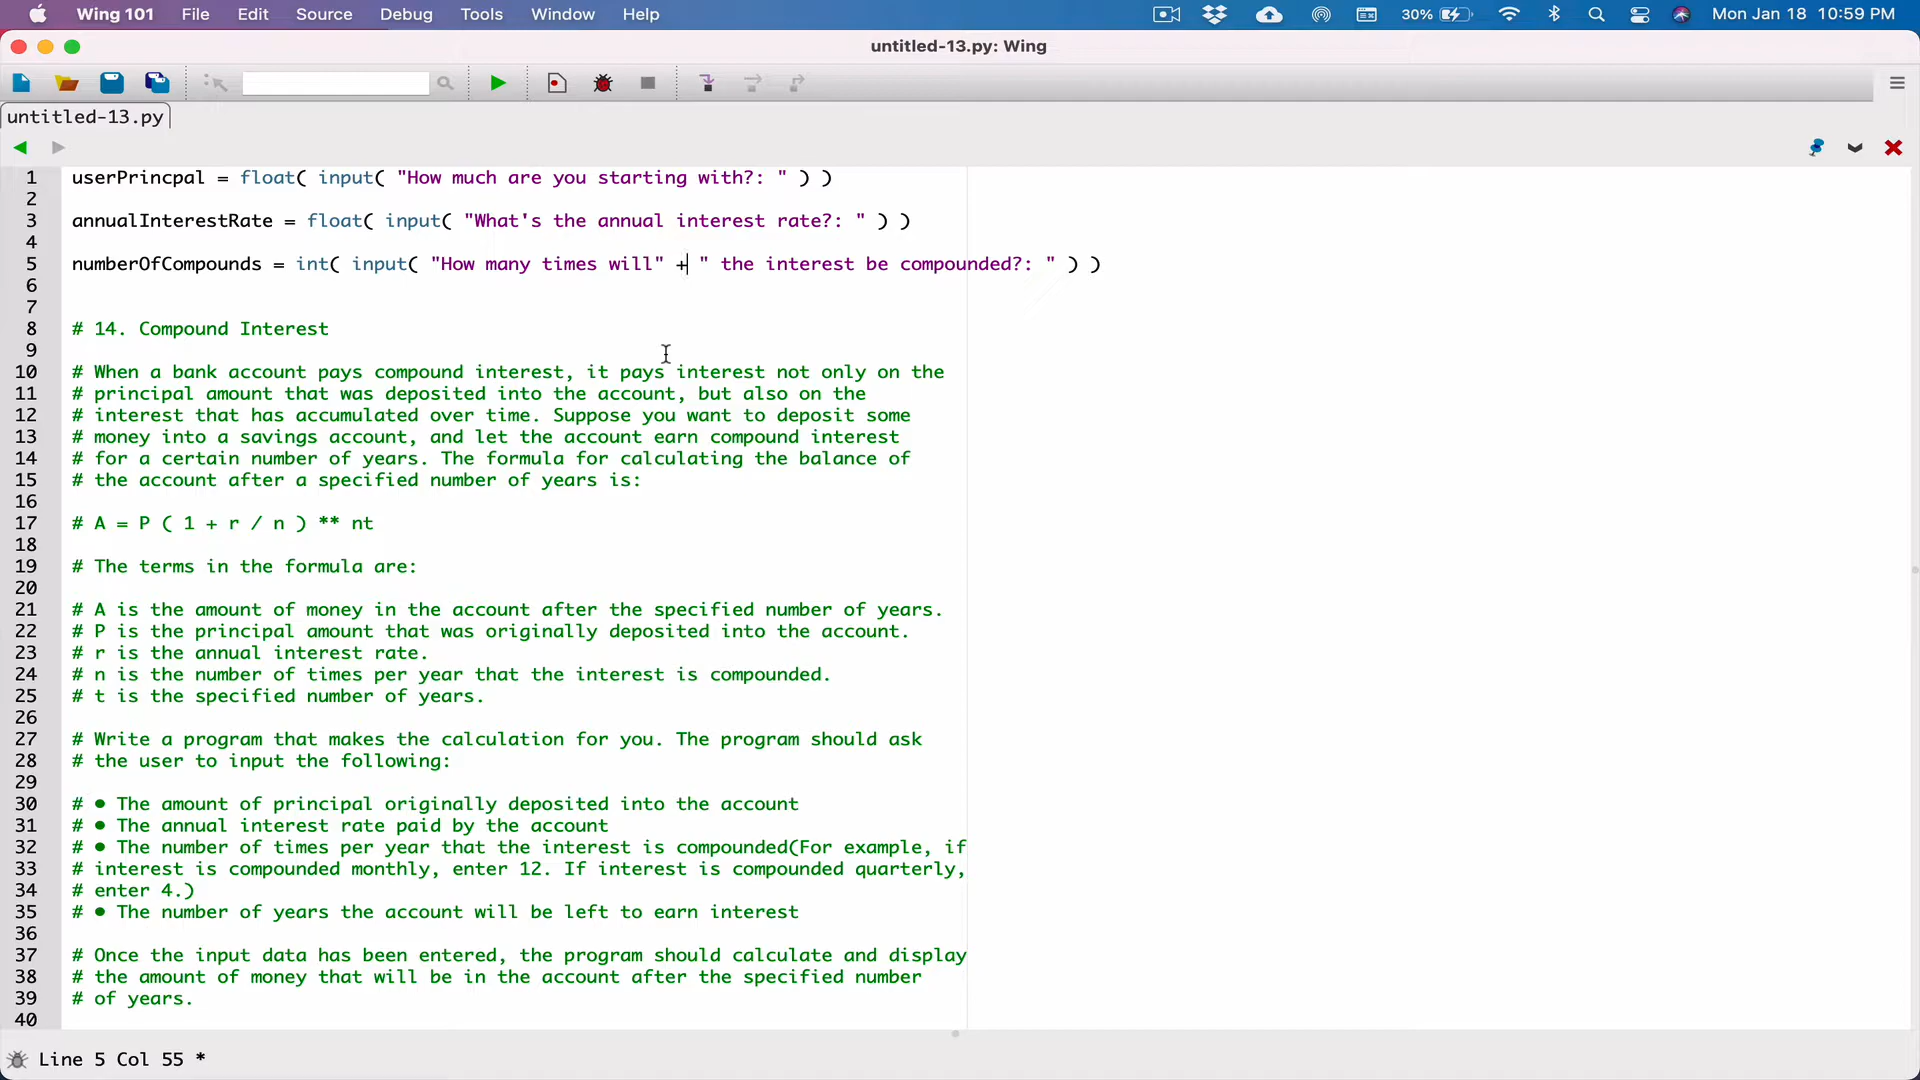 Wing 101 File Edit Source Debug Tools Window Help 30% Mon Jan 18 10:59 PM
untitled-13.py: Wing
untitled-13.py
1 userPrincpal = float( input( "How much are you starting with?: " ) )
2
3 annualInterestRate = float( input( "What's the annual interest rate?: " ) )
4
5 numberOfCompounds = int( input( "How many times will" + " the interest be compounded?: " ) )
6
7
8 # 14. Compound Interest
9
10 # When a bank account pays compound interest, it pays interest not only on the
11 # principal amount that was deposited into the account, but also on the
12 # interest that has accumulated over time. Suppose you want to deposit some
13 # money into a savings account, and let the account earn compound interest
14 # for a certain number of years. The formula for calculating the balance of
15 # the account after a specified number of years is:
16
17 # A = P ( 1 + r / n ) ** nt
18
19 # The terms in the formula are:
20
21 # A is the amount of money in the account after the specified number of years.
22 # P is the principal amount that was originally deposited into the account.
23 # r is the annual interest rate.
24 # n is the number of times per year that the interest is compounded.
25 # t is the specified number of years.
26
27 # Write a program that makes the calculation for you. The program should ask
28 # the user to input the following:
29
30 # • The amount of principal originally deposited into the account
31 # • The annual interest rate paid by the account
32 # • The number of times per year that the interest is compounded(For example, if
33 # interest is compounded monthly, enter 12. If interest is compounded quarterly,
34 # enter 4.)
35 # • The number of years the account will be left to earn interest
36
37 # Once the input data has been entered, the program should calculate and display
38 # the amount of money that will be in the account after the specified number
39 # of years.
40
Line 5 Col 55 *